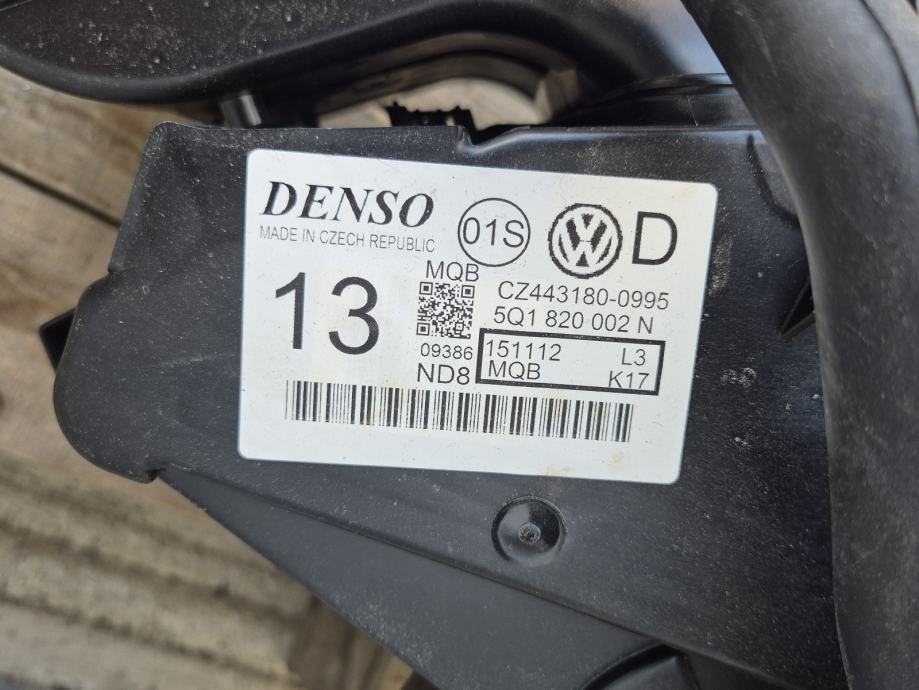 DENSO
MADE IN CZECH REPUBLIC
01S
D
13
MQB
CZ443180-0995
5Q1 820 002 N
09386
ND8
151112 L3
MQB K17